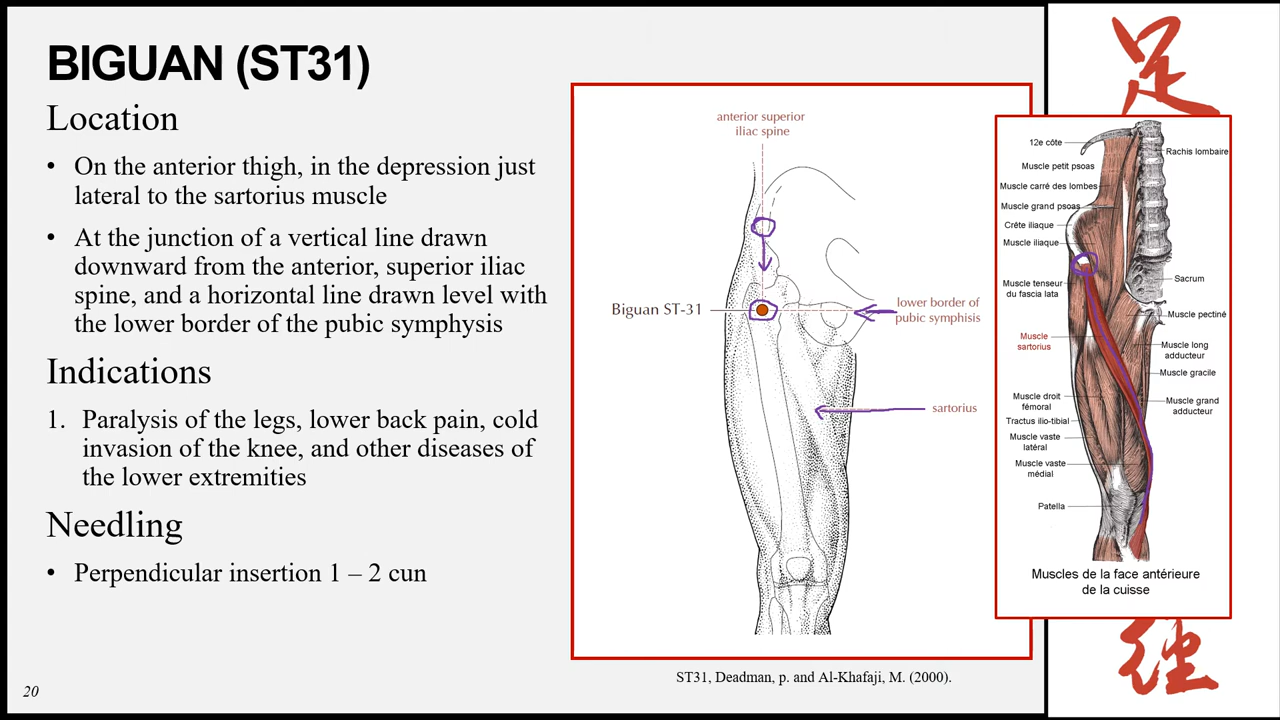 BIGUAN (ST31)
Location
• On the anterior thigh, in the depression just
lateral to the sartorius muscle
• At the junction of a vertical line drawn
downward from the anterior, superior iliac
spine, and a horizontal line drawn level with
the lower border of the pubic symphysis
Indications
1. Paralysis of the legs, lower back pain, cold
invasion of the knee, and other diseases of
the lower extremities
Needling
• Perpendicular insertion 1 – 2 cun
20
anterior superior
iliac spine
Biguan ST-31
lower border of
pubic symphisis
sartorius
ST31, Deadman, p. and Al-Khafaji, M. (2000).
足
12e côte
Rachis lombaire
Muscle petit psoas
Muscle carré des lombes
Muscle grand psoas
Crête iliaque
Muscle iliaque
Sacrum
Muscle tenseur
du fascia lata
Muscle pectiné
Muscle
sartorius
Muscle long
adducteur
Muscle gracile
Muscle droit
fémoral
Muscle grand
adducteur
Tractus ilio-tibial
Muscle vaste
latéral
Muscle vaste
médial
Patella
Muscles de la face antérieure
de la cuisse
經